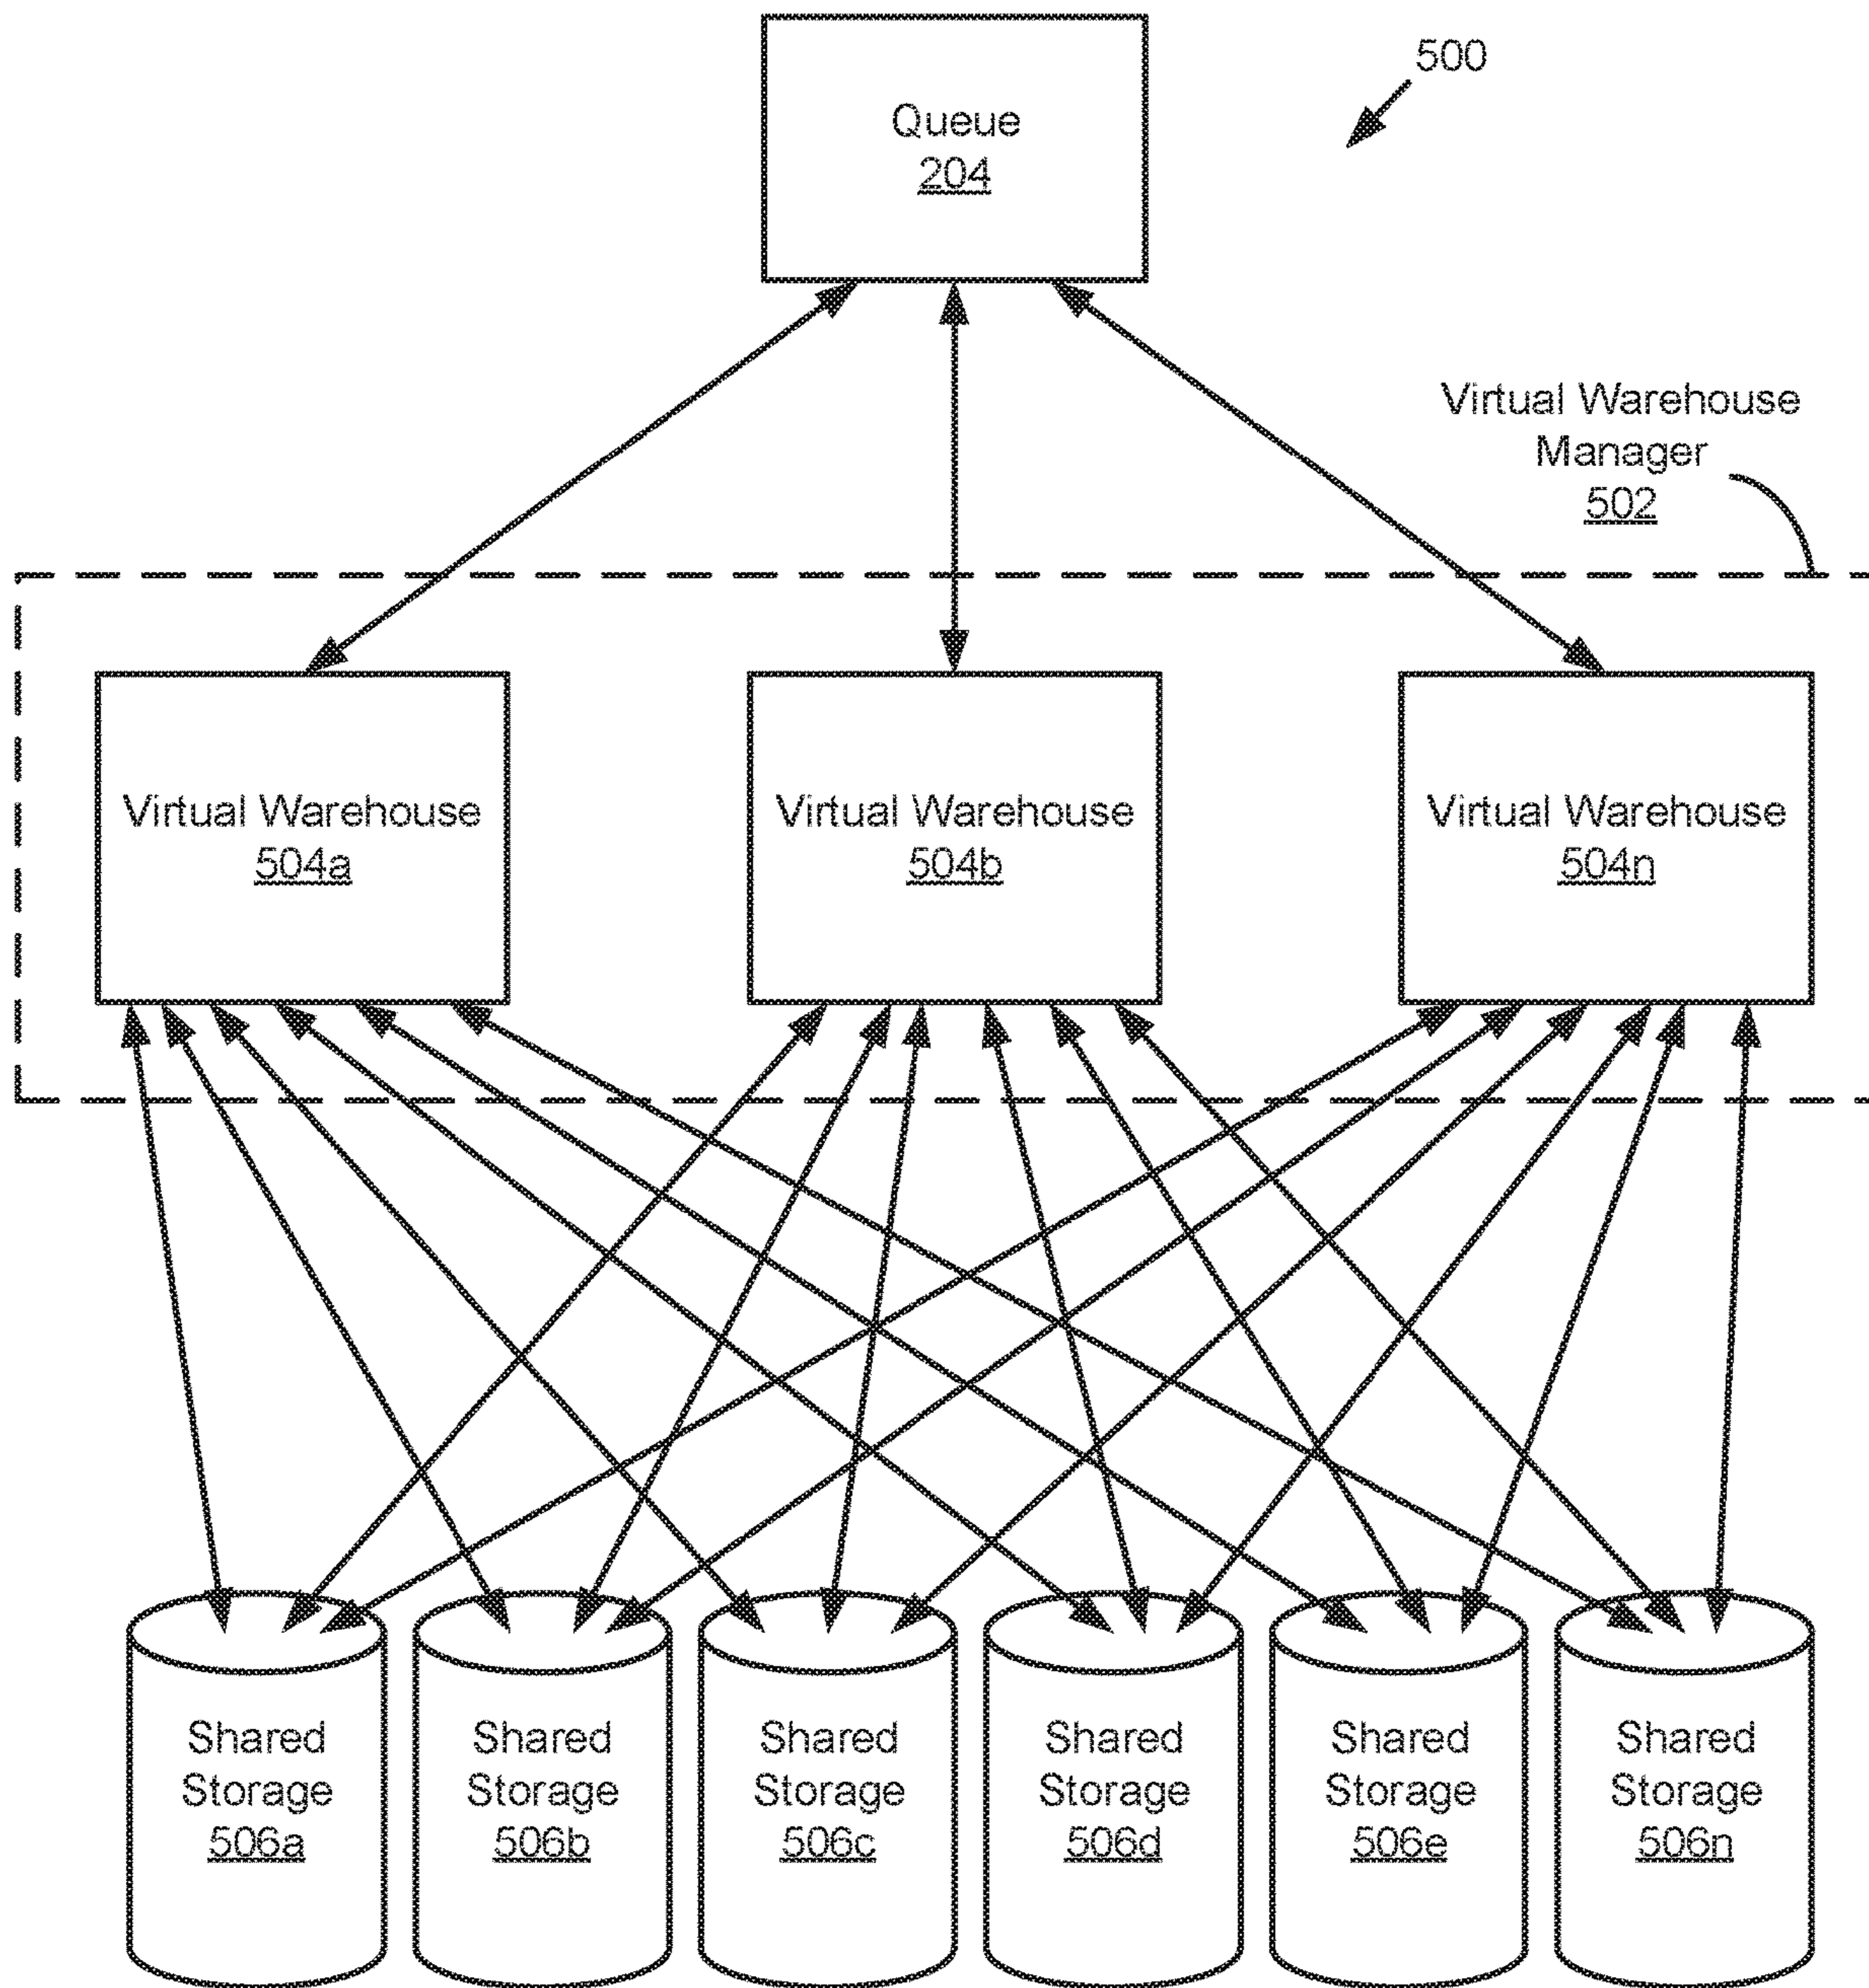 Queue
204
500
Virtual Warehouse
Manager
502
Virtual Warehouse
504a
Virtual Warehouse
504b
Virtual Warehouse
504n
Shared
Storage
506a
Shared
Storage
506b
Shared
Storage
506c
Shared
Storage
506d
Shared
Storage
506e
Shared
Storage
506n